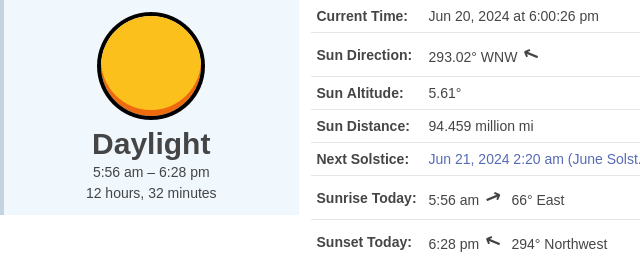 Daylight
5:56 am – 6:28 pm
12 hours, 32 minutes
Current Time: Jun 20, 2024 at 6:00:26 pm
Sun Direction: 293.02° WNW ↑
Sun Altitude: 5.61°
Sun Distance: 94.459 million mi
Next Solstice: Jun 21, 2024 2:20 am (June Solst.
Sunrise Today: 5:56 am ↑ 66° East
Sunset Today: 6:28 pm ↑ 294° Northwest